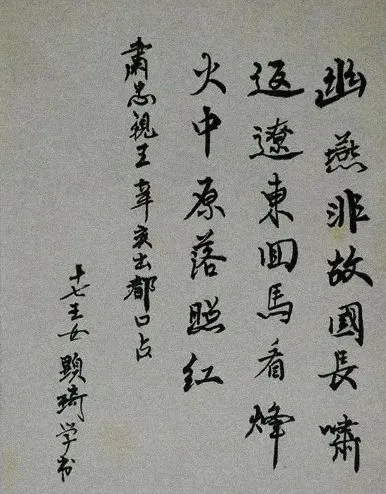 幽燕非故國長嘯
返遼東回馬看烽
火中原落照紅
肅忠親王辛亥出都口占
十七王女顯琦学书